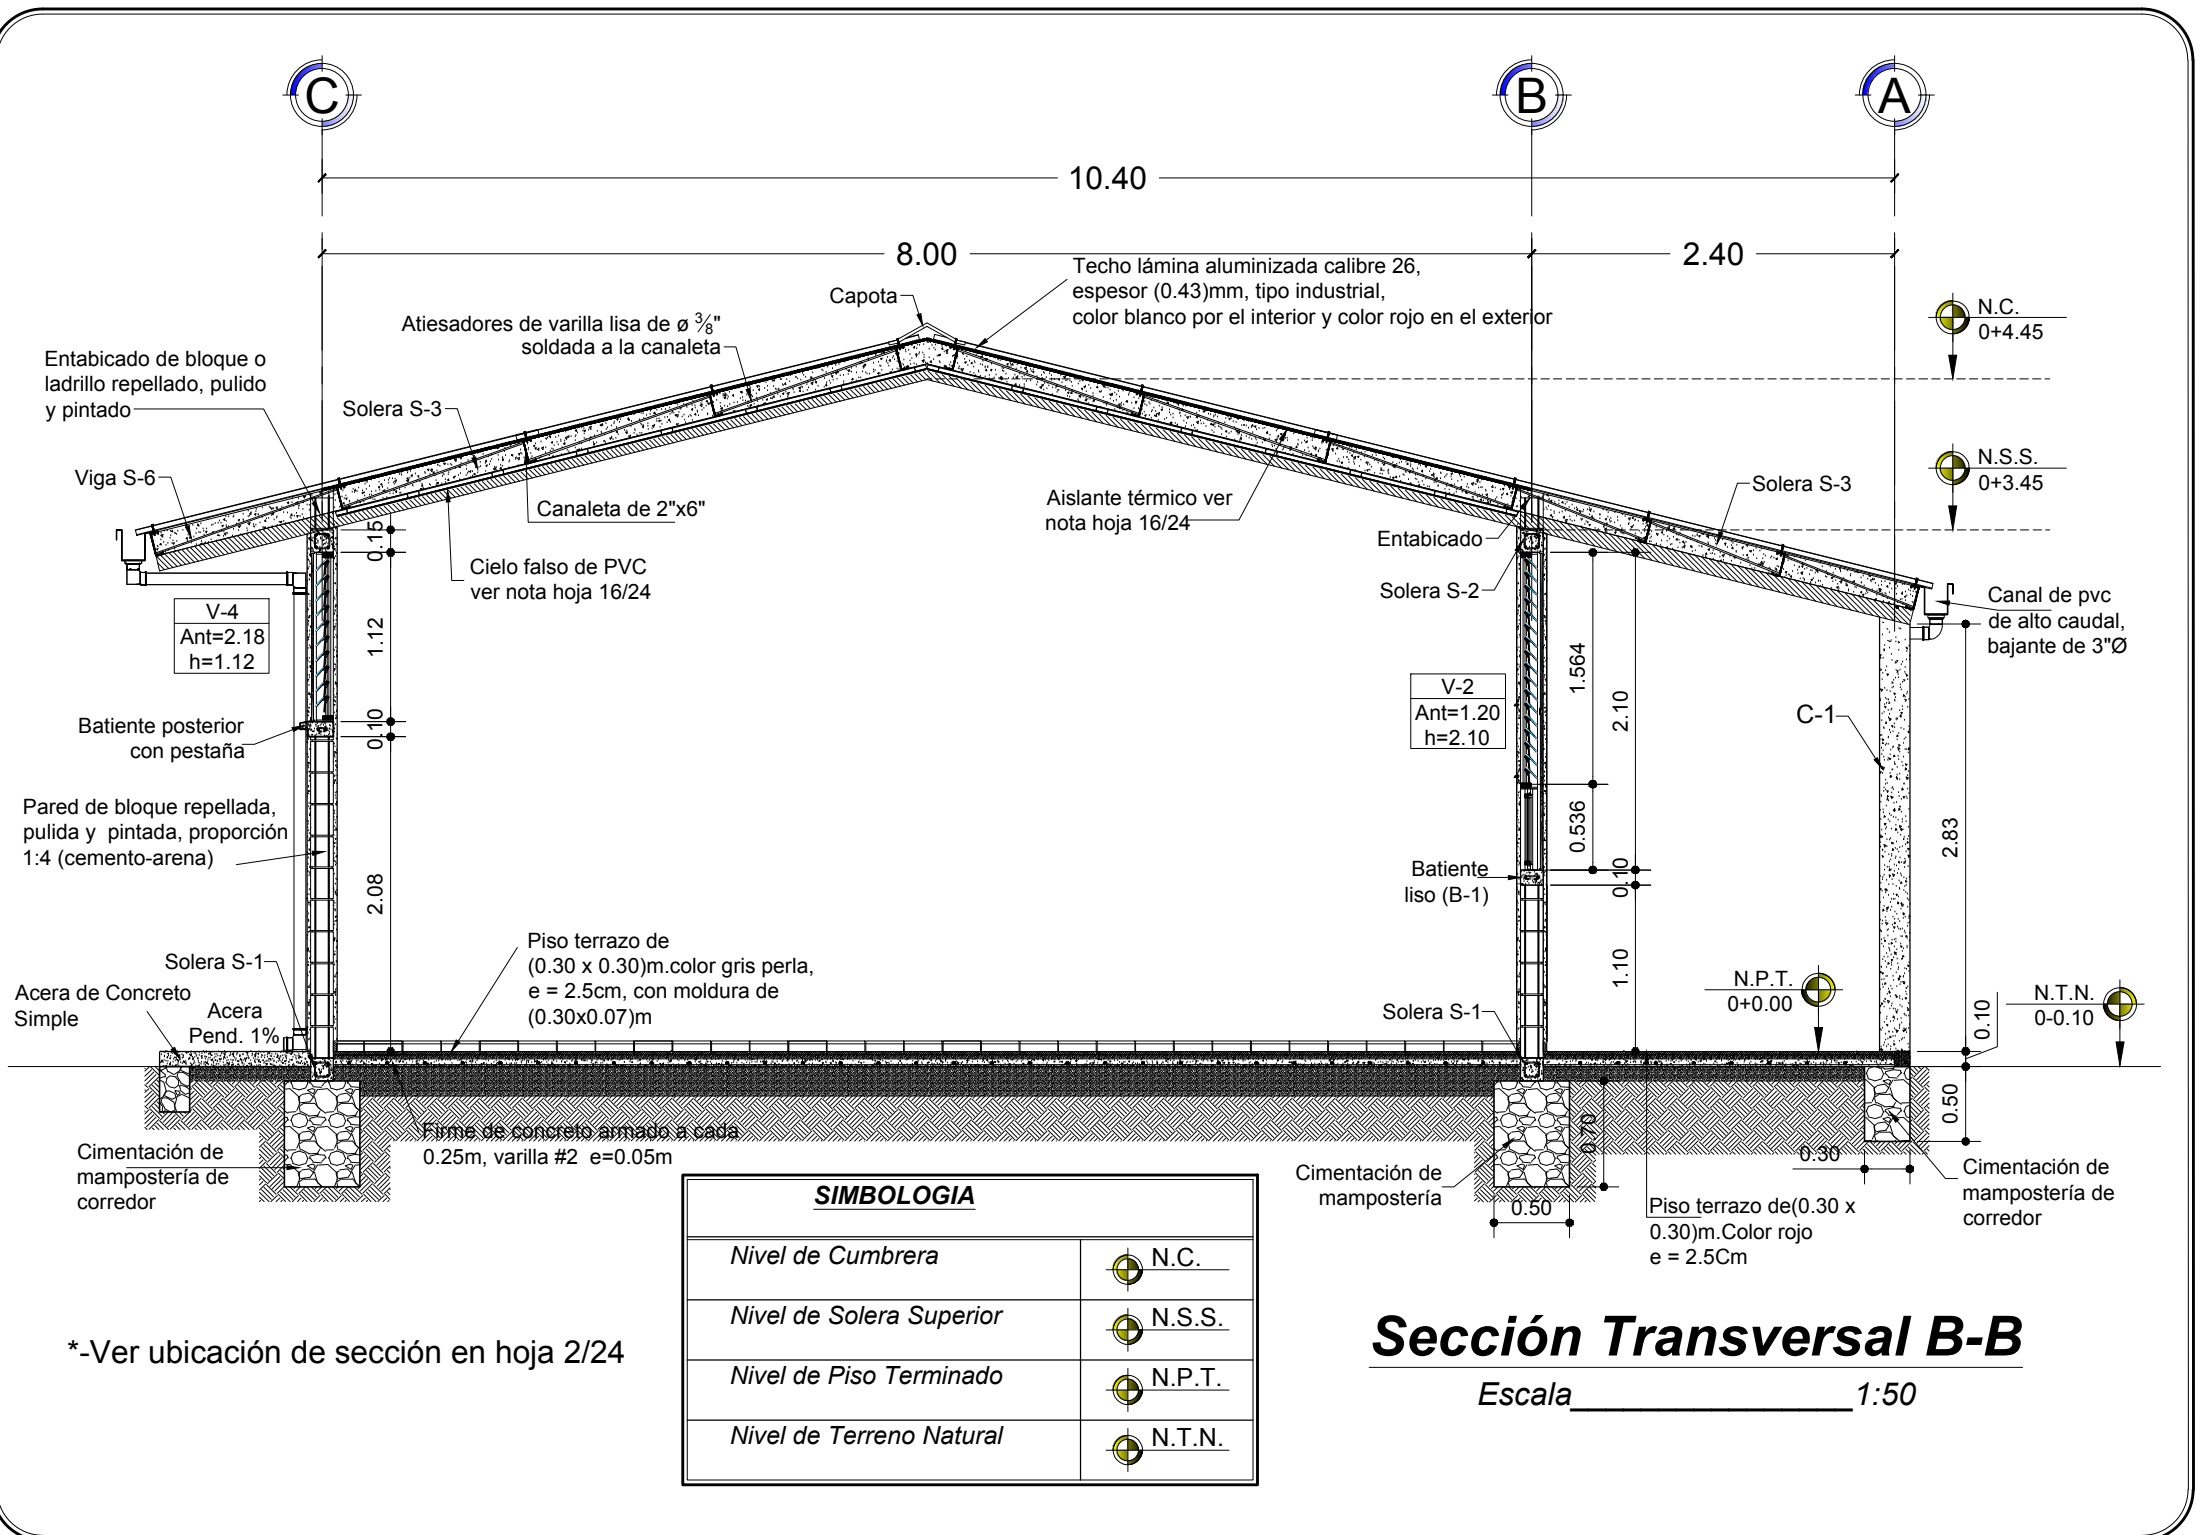 C
B
A
10.40
8.00
2.40
Techo lámina aluminizada calibre 26,
espesor (0.43)mm, tipo industrial,
color blanco por el interior y color rojo en el exterior
Capota
Atiesadores de varilla lisa de ø 3/8"
soldada a la canaleta
N.C.
0+4.45
Entabicado de bloque o
ladrillo repellado, pulido
y pintado
Solera S-3
Viga S-6
Canaleta de 2"x6"
Aislante térmico ver
nota hoja 16/24
N.S.S.
0+3.45
Solera S-3
Entabicado
Solera S-2
0.15
Cielo falso de PVC
ver nota hoja 16/24
Canal de pvc
de alto caudal,
bajante de 3"Ø
V-4
Ant=2.18
h=1.12
1.12
1.564
2.10
V-2
Ant=1.20
h=2.10
C-1
Batiente posterior
con pestaña
0.10
Pared de bloque repellada,
pulida y pintada, proporción
1:4 (cemento-arena)
0.536
2.83
2.08
Batiente
liso (B-1)
0.10
1.10
Piso terrazo de
(0.30 x 0.30)m.color gris perla,
e = 2.5cm, con moldura de
(0.30x0.07)m
Solera S-1
Acera de Concreto
Simple
Acera
Pend. 1%
Solera S-1
N.P.T.
0+0.00
0.10
N.T.N.
0-0.10
0.50
0.70
0.30
0.50
Firme de concreto armado a cada
0.25m, varilla #2 e=0.05m
Cimentación de
mampostería de
corredor
Cimentación de
mampostería
Piso terrazo de(0.30 x
0.30)m.Color rojo
e = 2.5Cm
Cimentación de
mampostería de
corredor
SIMBOLOGIA
Nivel de Cumbrera N.C.
Nivel de Solera Superior N.S.S.
Nivel de Piso Terminado N.P.T.
Nivel de Terreno Natural N.T.N.
*-Ver ubicación de sección en hoja 2/24
Sección Transversal B-B
Escala 1:50